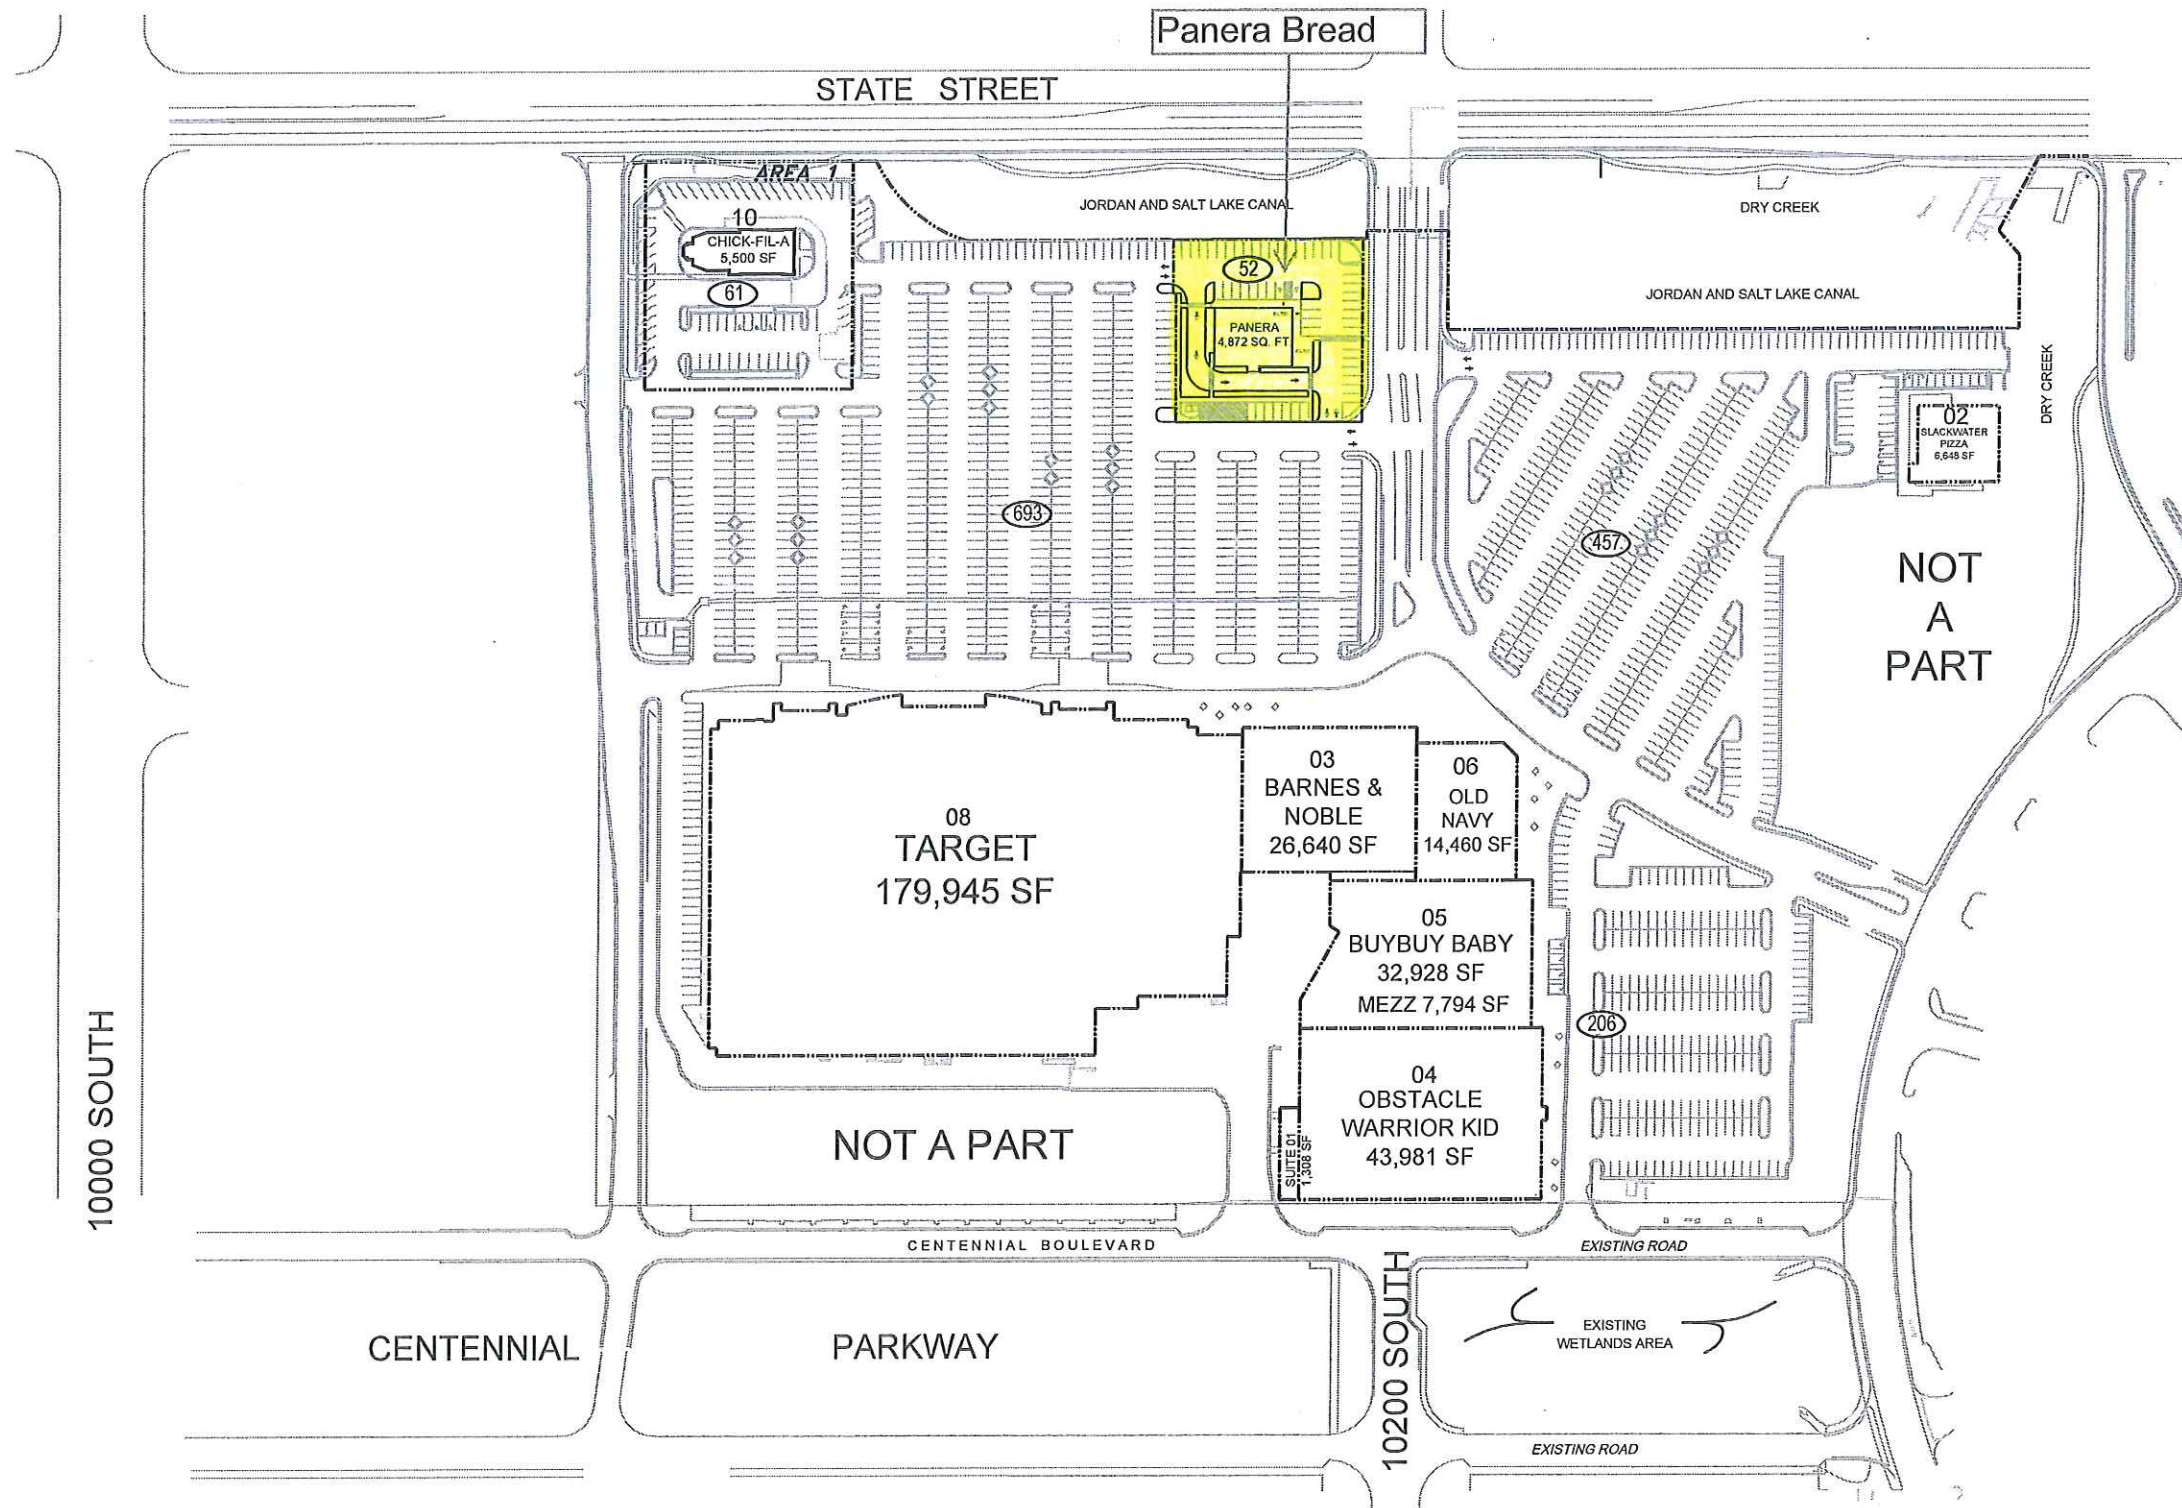 Panera Bread
STATE STREET
AREA 1
10
CHICK-FIL-A
5,500 SF
61
JORDAN AND SALT LAKE CANAL
DRY CREEK
52
PANERA
4,872 SQ. FT
JORDAN AND SALT LAKE CANAL
DRY CREEK
02
SLACKWATER
PIZZA
6,648 SF
693
457
NOT
A
PART
08
TARGET
179,945 SF
03
BARNES &
NOBLE
26,640 SF
06
OLD
NAVY
14,460 SF
05
BUYBUY BABY
32,928 SF
MEZZ 7,794 SF
206
04
OBSTACLE
WARRIOR KID
43,981 SF
SUITE 01
1,308 SF
NOT A PART
10000 SOUTH
CENTENNIAL BOULEVARD
EXISTING ROAD
CENTENNIAL PARKWAY
10200 SOUTH
EXISTING
WETLANDS AREA
EXISTING ROAD